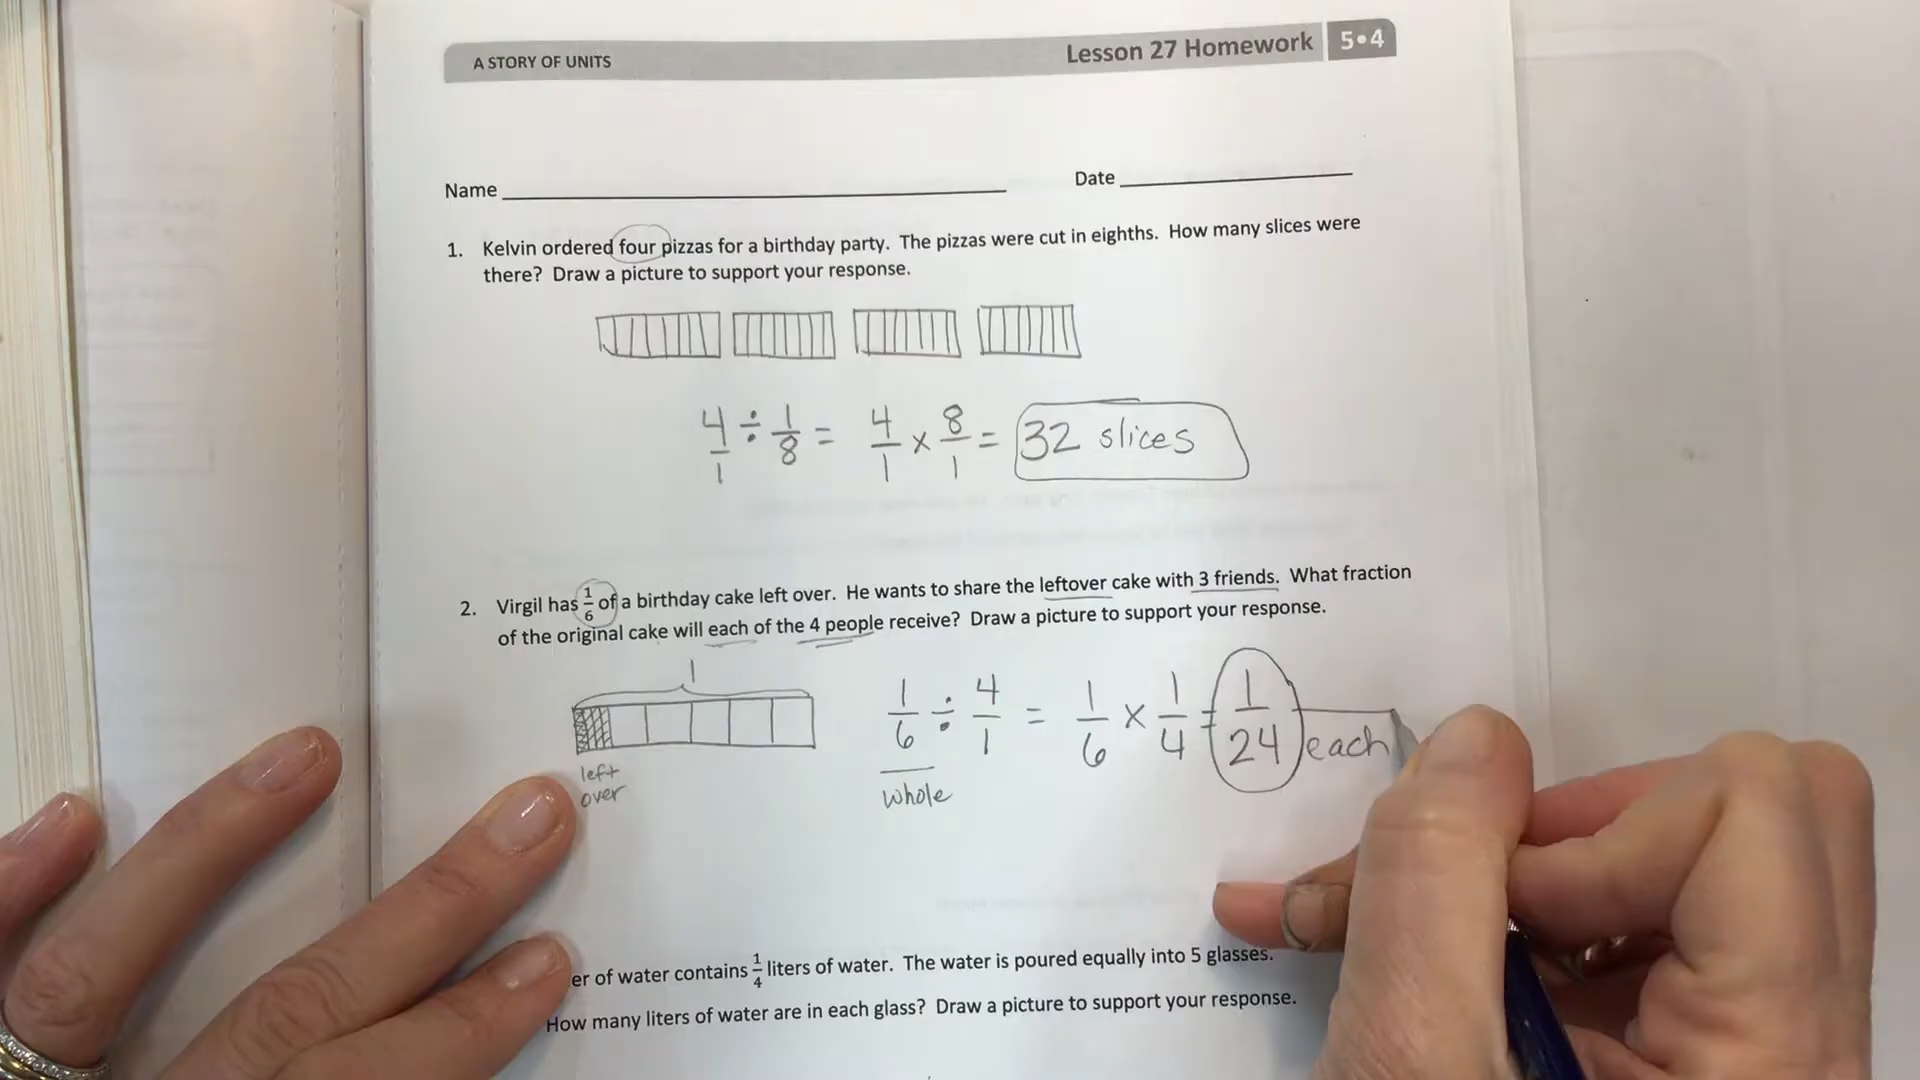 A STORY OF UNITS
Lesson 27 Homework 5•4
Name Date
1. Kelvin ordered four pizzas for a birthday party. The pizzas were cut in eighths. How many slices were
there? Draw a picture to support your response.
4/1 ÷ 1/8 = 4/1 × 8/1 = 32 slices
2. Virgil has 1/6 of a birthday cake left over. He wants to share the leftover cake with 3 friends. What fraction
of the original cake will each of the 4 people receive? Draw a picture to support your response.
1
1/6 ÷ 4/1 = 1/6 × 1/4 = 1/24 each
left
over
whole
er of water contains 1/4 liters of water. The water is poured equally into 5 glasses.
How many liters of water are in each glass? Draw a picture to support your response.